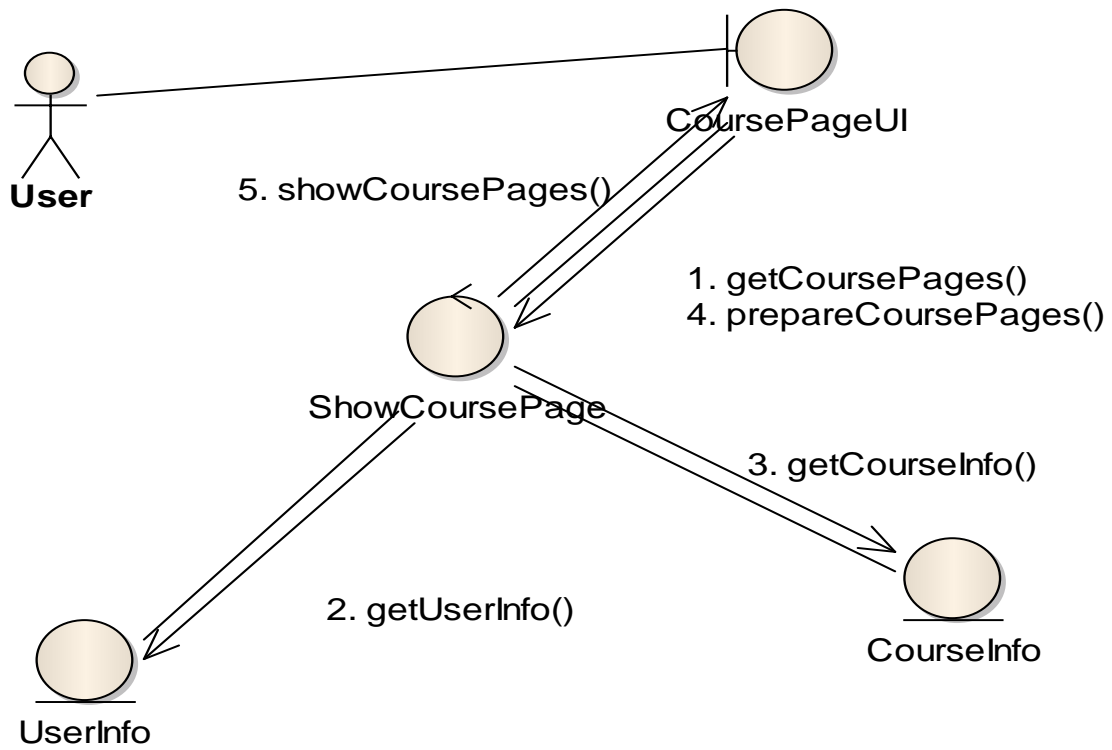 CoursePageUI
User
5. showCoursePages()
1. getCoursePages()
4. prepareCoursePages()
ShowCoursePage
3. getCourseInfo()
2. getUserInfo()
CourseInfo
UserInfo